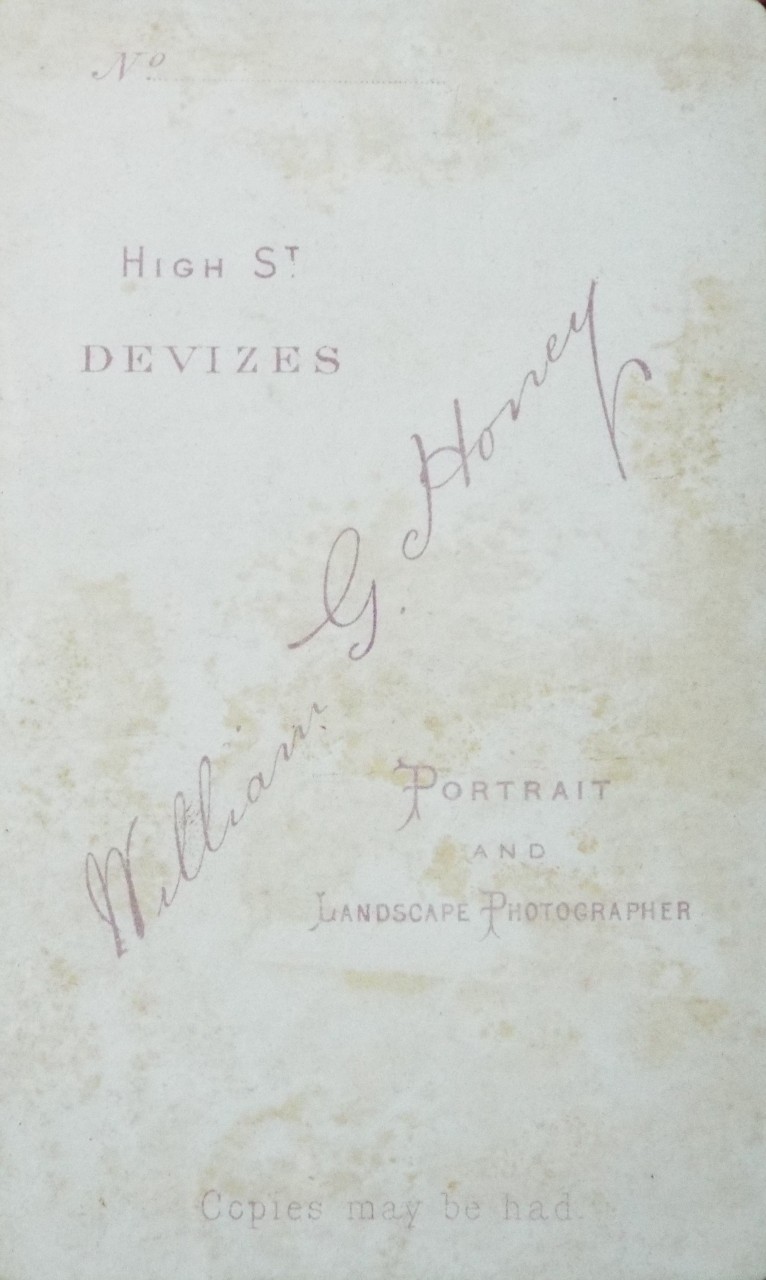 Nº
HIGH ST.
DEVIZES
William G. Honey
PORTRAIT
AND
LANDSCAPE PHOTOGRAPHER
Copies may be had.